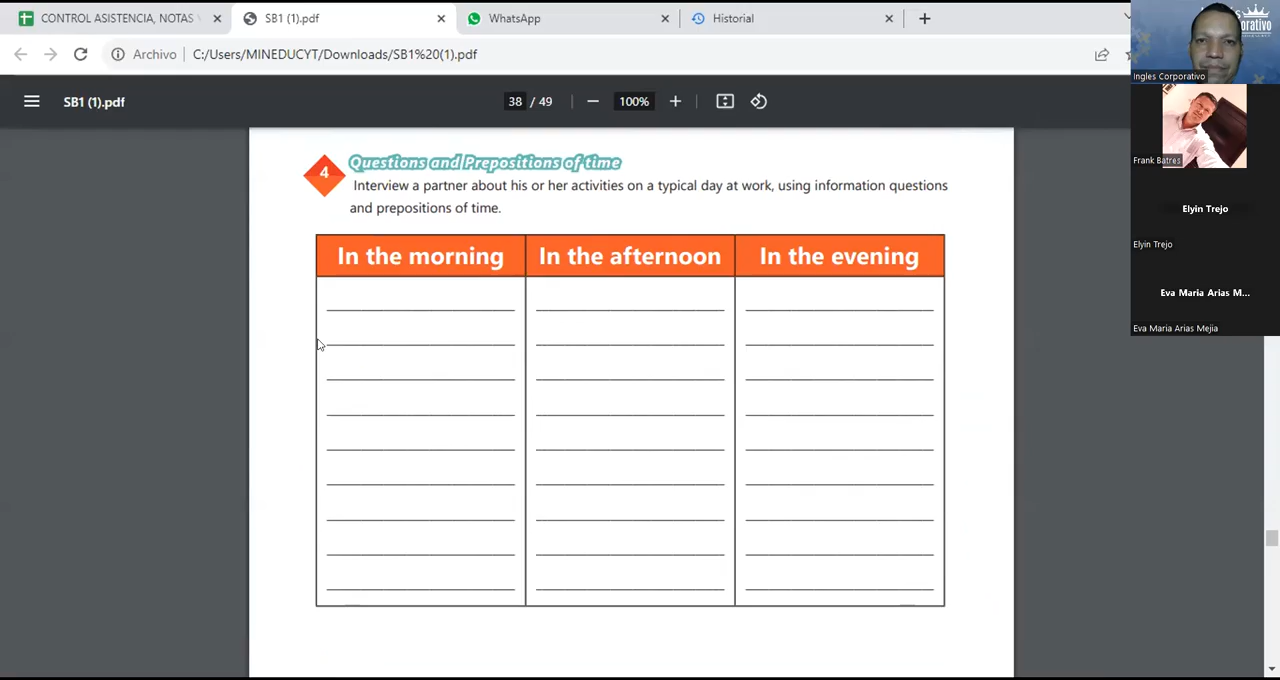 CONTROL ASISTENCIA, NOTAS
SB1 (1).pdf
WhatsApp
Historial
Archivo
C:/Users/MINEDUCYT/Downloads/SB1%20(1).pdf
SB1 (1).pdf
38 / 49
100%
4
Questions and Prepositions of time
Interview a partner about his or her activities on a typical day at work, using information questions
and prepositions of time.
In the morning
In the afternoon
In the evening
Ingles Corporativo
Frank Batres
Elyin Trejo
Elyin Trejo
Eva Maria Arias M...
Eva Maria Arias Mejia